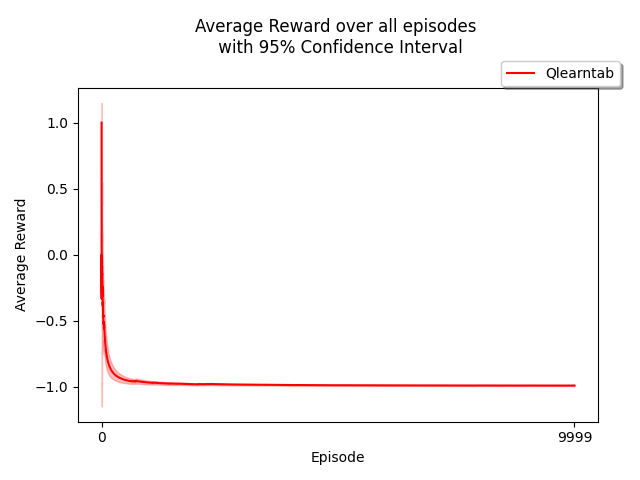 Average Reward over all episodes
with 95% Confidence Interval
Qlearntab
1.0
0.5
0.0
−0.5
−1.0
Average Reward
0
9999
Episode